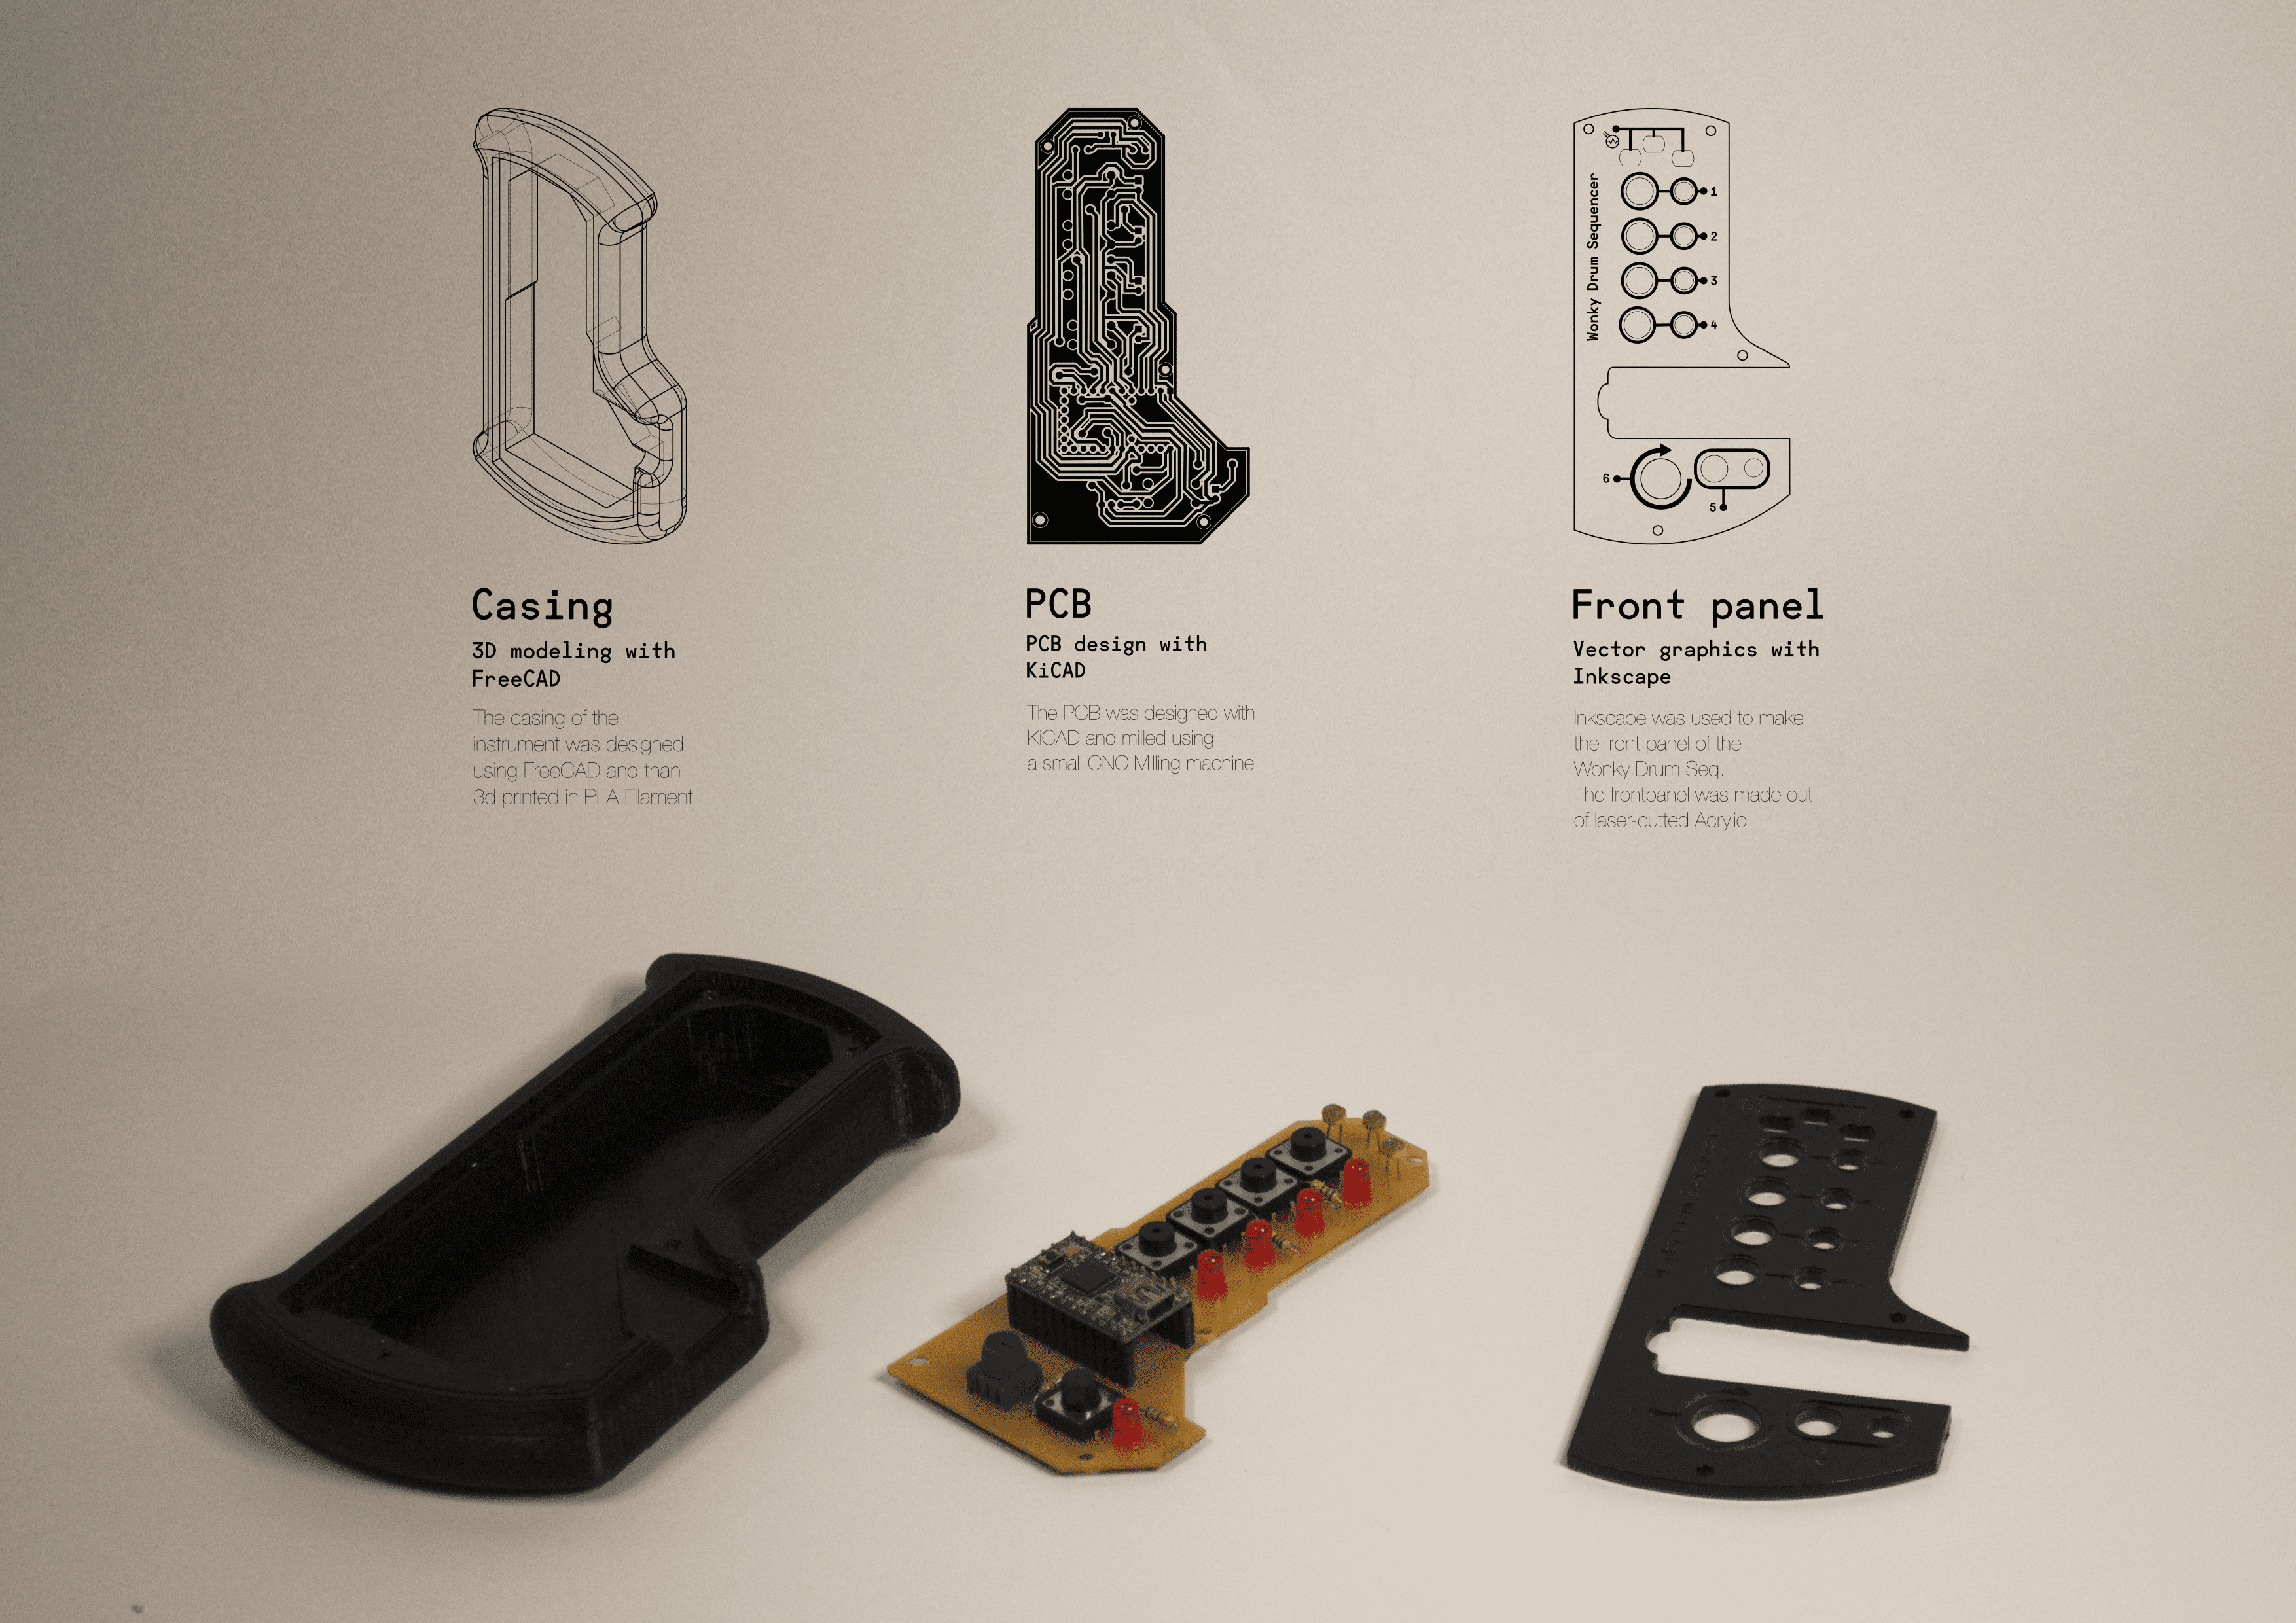 Wonky Drum Sequencer
1
2
3
4
6
5
Casing
3D modeling with
FreeCAD
The casing of the
instrument was designed
using FreeCAD and than
3d printed in PLA Filament
PCB
PCB design with
KiCAD
The PCB was designed with
KiCAD and milled using
a small CNC Milling machine
Front panel
Vector graphics with
Inkscape
Inkscaoe was used to make
the front panel of the
Wonky Drum Seq.
The frontpanel was made out
of laser-cutted Acrylic